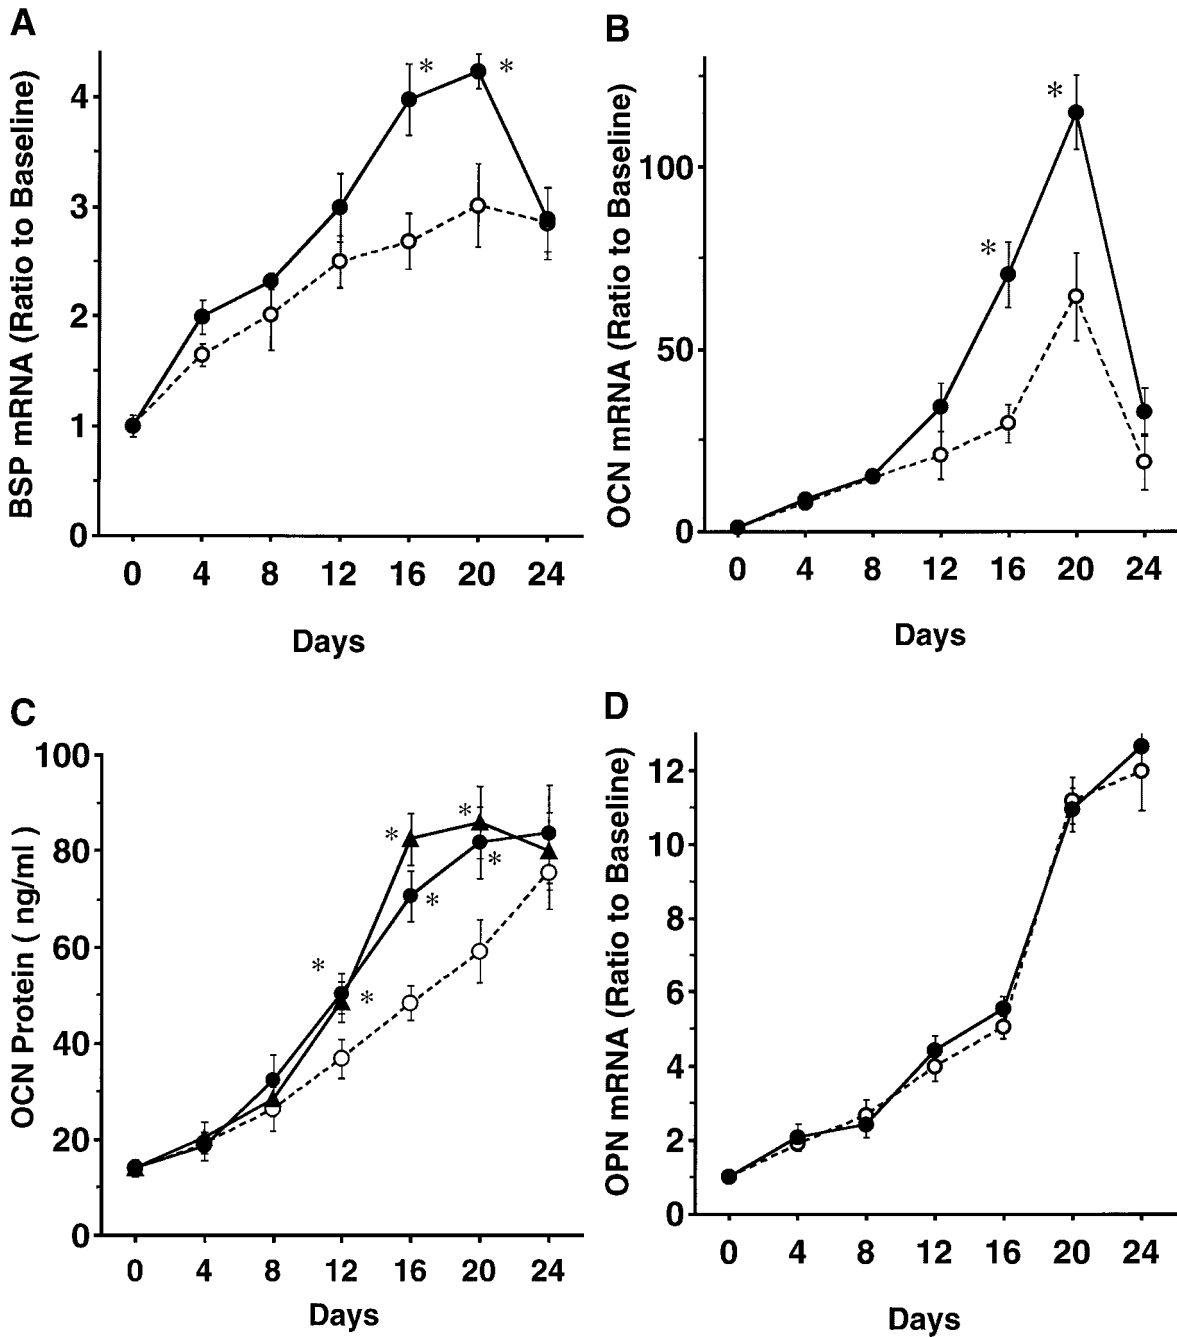 A
BSP mRNA (Ratio to Baseline)
4
3
2
1
0
*
*
0 4 8 12 16 20 24
Days
B
OCN mRNA (Ratio to Baseline)
100
50
0
*
*
0 4 8 12 16 20 24
Days
C
OCN Protein ( ng/ml )
100
80
60
40
20
0
*
*
*
*
*
*
0 4 8 12 16 20 24
Days
D
OPN mRNA (Ratio to Baseline)
12
10
8
6
4
2
0
0 4 8 12 16 20 24
Days